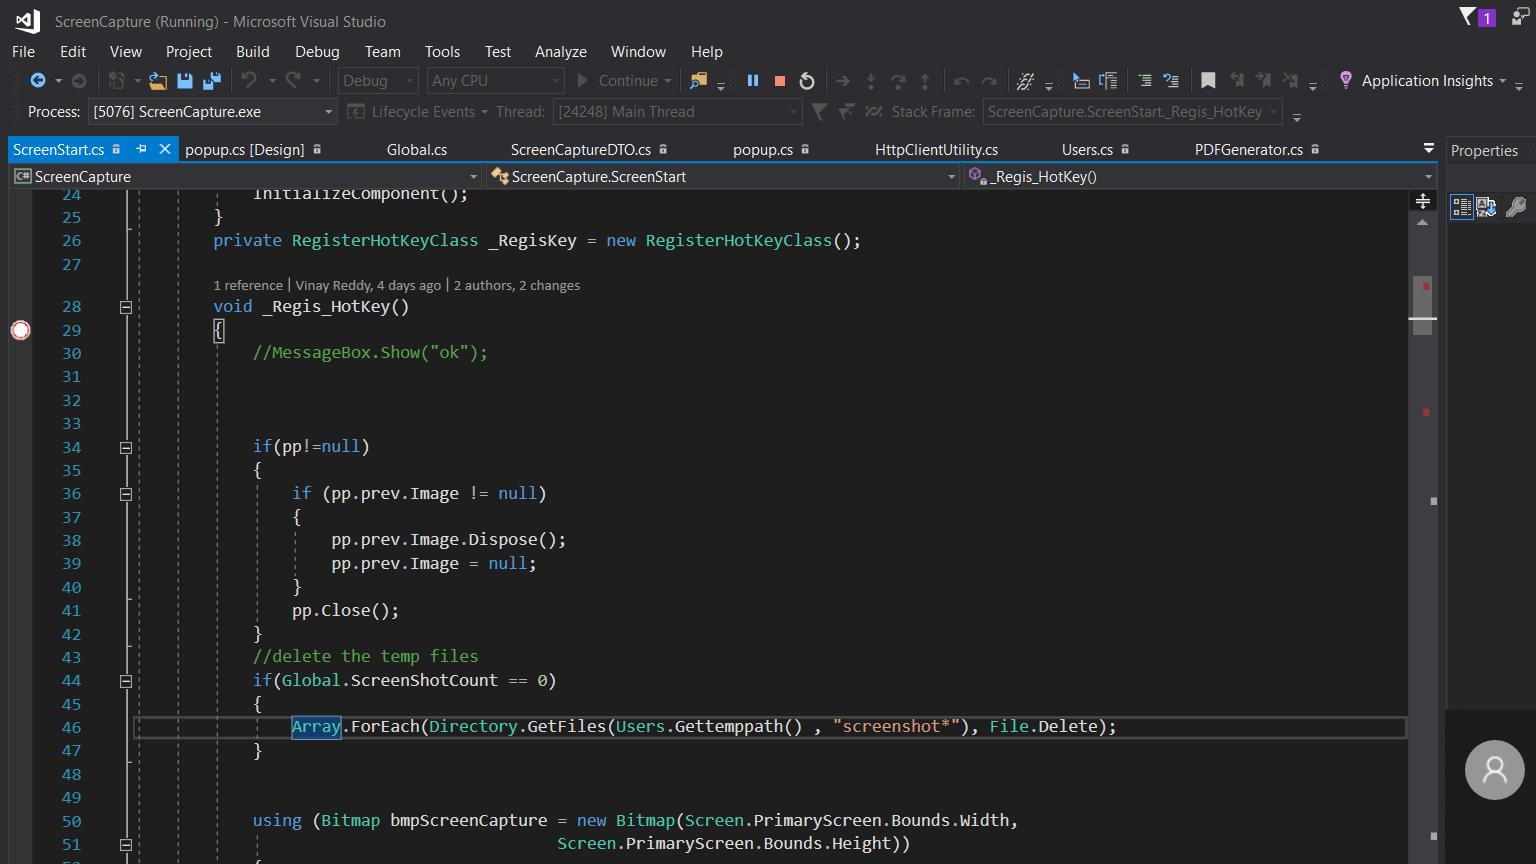 ScreenCapture (Running) - Microsoft Visual Studio
1
File Edit View Project Build Debug Team Tools Test Analyze Window Help
Debug Any CPU Continue Application Insights
Process: [5076] ScreenCapture.exe Lifecycle Events Thread: [24248] Main Thread Stack Frame: ScreenCapture.ScreenStart._Regis_HotKey
ScreenStart.cs popup.cs [Design] Global.cs ScreenCaptureDTO.cs popup.cs HttpClientUtility.cs Users.cs PDFGenerator.cs Properties
C# ScreenCapture ScreenCapture.ScreenStart _Regis_HotKey()
24 InitializeComponent();
25 }
26 private RegisterHotKeyClass _RegisKey = new RegisterHotKeyClass();
27
1 reference | Vinay Reddy, 4 days ago | 2 authors, 2 changes
28 void _Regis_HotKey()
29 {
30 //MessageBox.Show("ok");
31
32
33
34 if(pp!=null)
35 {
36 if (pp.prev.Image != null)
37 {
38 pp.prev.Image.Dispose();
39 pp.prev.Image = null;
40 }
41 pp.Close();
42 }
43 //delete the temp files
44 if(Global.ScreenShotCount == 0)
45 {
46 Array.ForEach(Directory.GetFiles(Users.Gettemppath() , "screenshot*"), File.Delete);
47 }
48
49
50 using (Bitmap bmpScreenCapture = new Bitmap(Screen.PrimaryScreen.Bounds.Width,
51 Screen.PrimaryScreen.Bounds.Height))